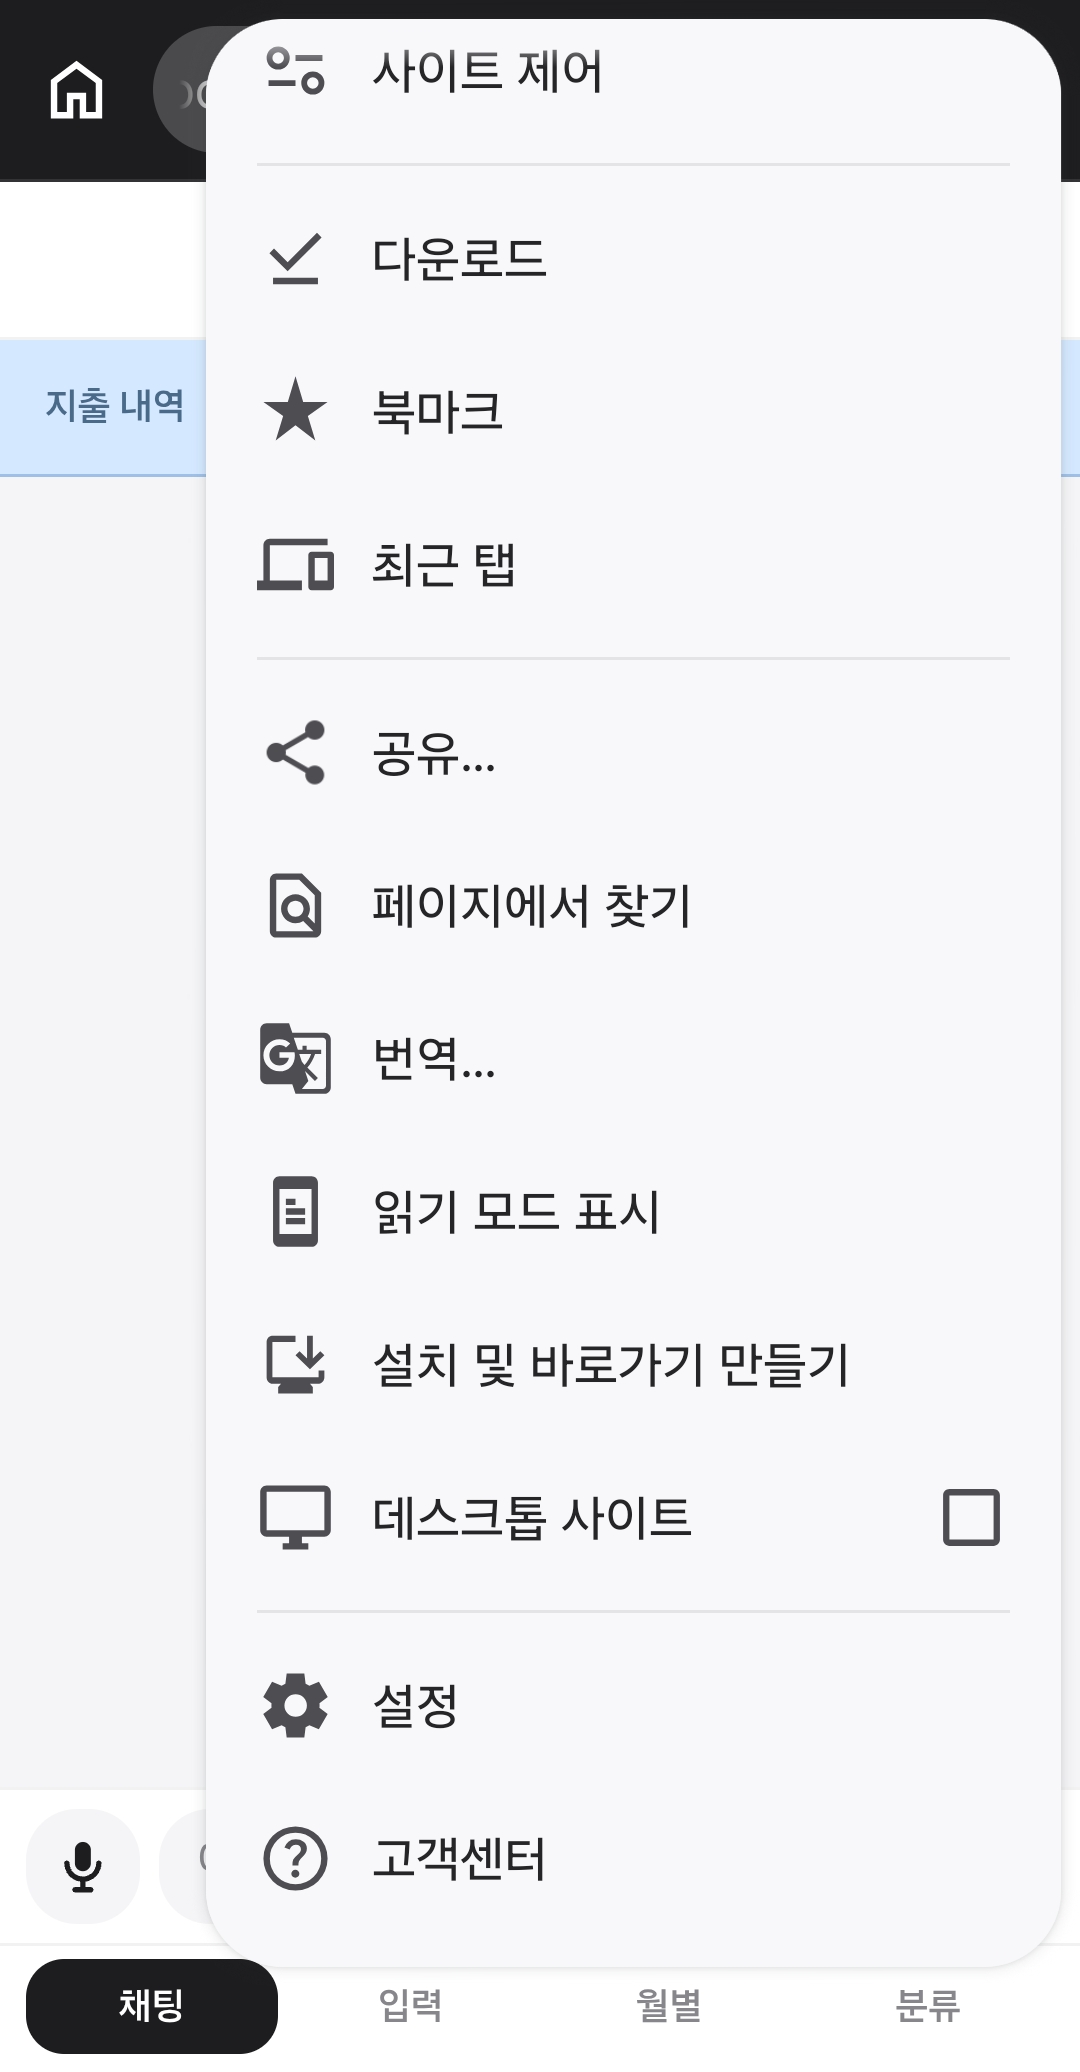 사이트 제어
다운로드
지출 내역
북마크
최근 탭
공유...
페이지에서 찾기
번역...
읽기 모드 표시
설치 및 바로가기 만들기
데스크톱 사이트
설정
고객센터
채팅 입력 월별 분류